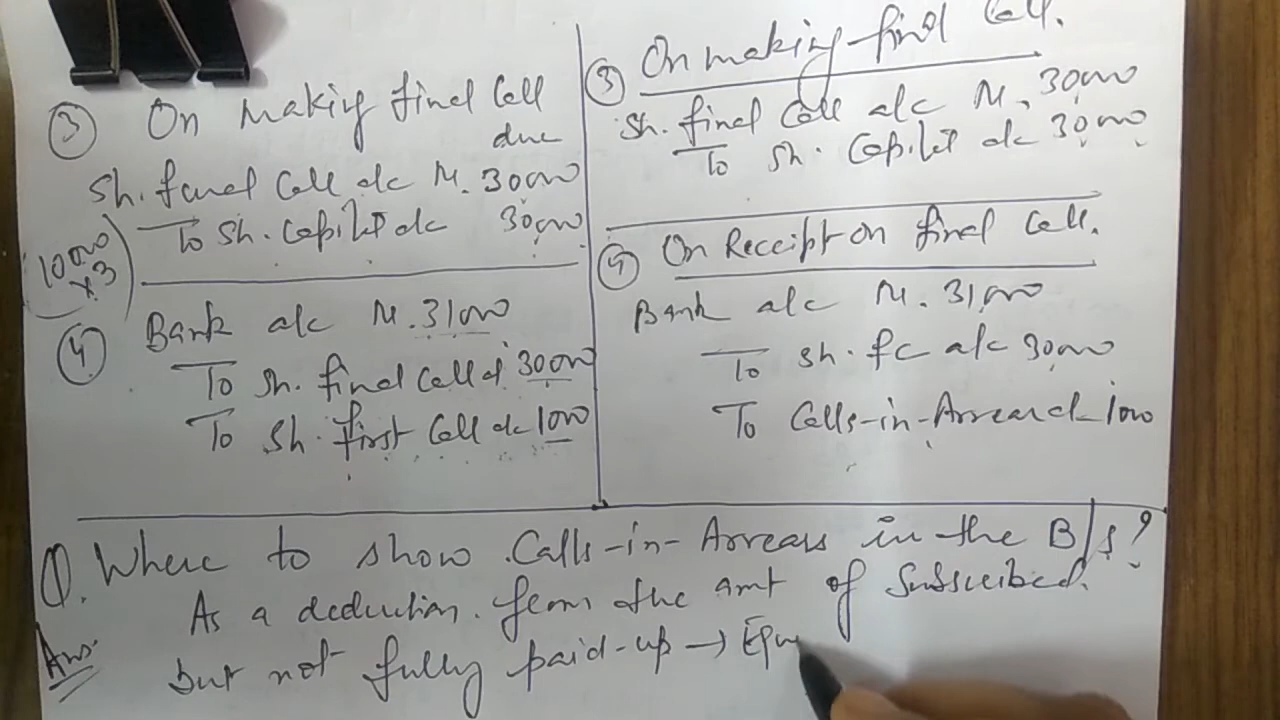 ③ On making final Call
due
Sh. final Call a/c Dr. 30000
To Sh. Capital a/c 30000
(10000 × 3)
④ Bank a/c Dr. 31000
To Sh. final Call a/c 30000
To Sh. first Call a/c 1000
③ On making final Call.
Sh. final Call a/c Dr. 30000
To Sh. Capital a/c 30000
④ On Receipt on final Call.
Bank a/c Dr. 31000
To Sh. fc a/c 30000
To Calls-in-Arrear a/c 1000
Q. Where to show Calls-in-Arrears in the B/s?
Ans. As a deduction from the amt of Subscribed.
but not fully paid-up → Equ